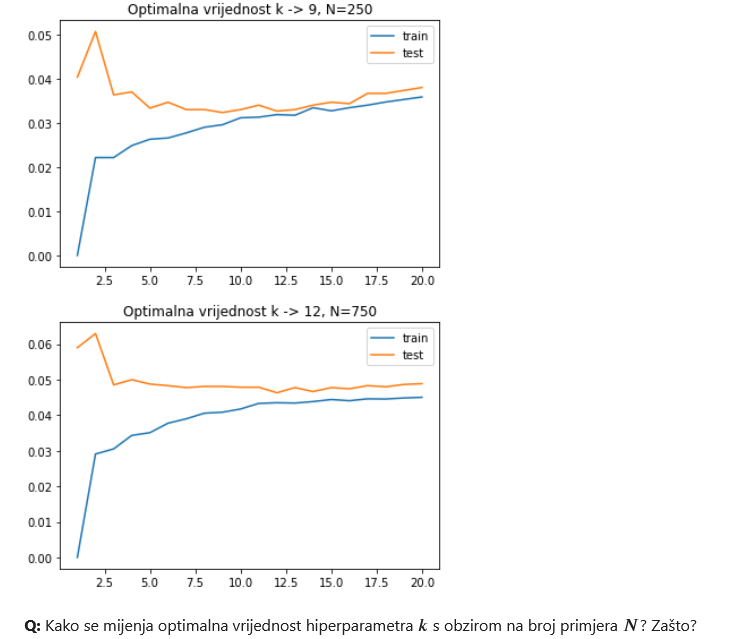 Optimalna vrijednost k -> 9, N=250
train
test
0.05
0.04
0.03
0.02
0.01
0.00
2.5 5.0 7.5 10.0 12.5 15.0 17.5 20.0
Optimalna vrijednost k -> 12, N=750
train
test
0.06
0.05
0.04
0.03
0.02
0.01
0.00
2.5 5.0 7.5 10.0 12.5 15.0 17.5 20.0
Q: Kako se mijenja optimalna vrijednost hiperparametra k s obzirom na broj primjera N? Zašto?